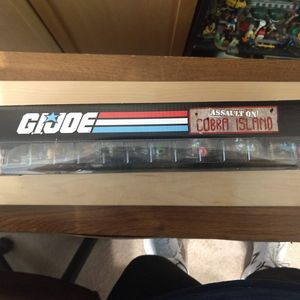 GI JOE
ASSAULT ON!
COBRA ISLAND